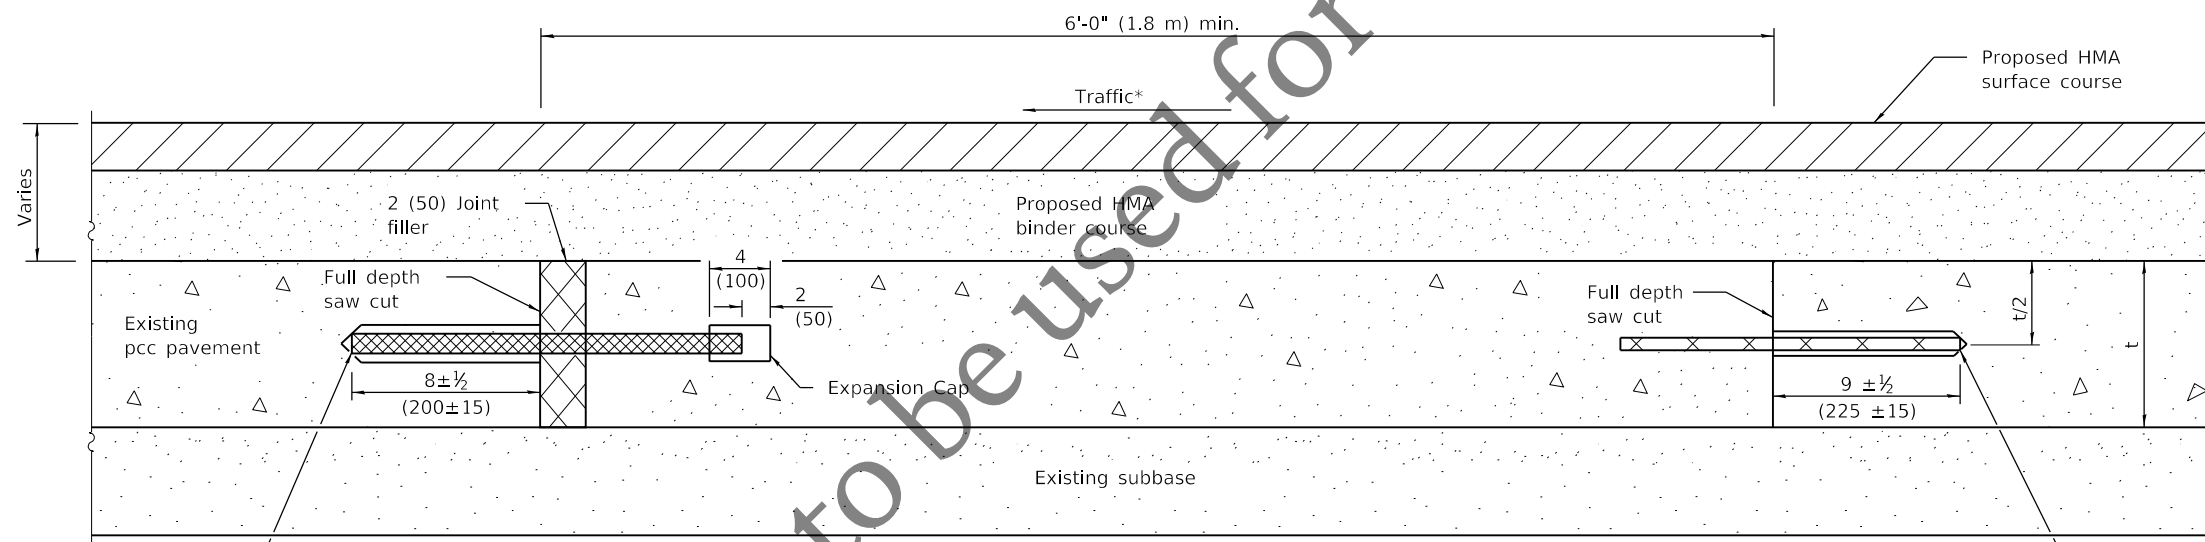 6'-0" (1.8 m) min.
Proposed HMA
surface course
Traffic*
Varies
2 (50) Joint
filler
Proposed HMA
binder course
4
(100)
2
(50)
Full depth
saw cut
Full depth
saw cut
t/2
t
Existing
pcc pavement
8±½
(200±15)
Expansion Cap
9 ±½
(225 ±15)
Existing subbase
to be used for